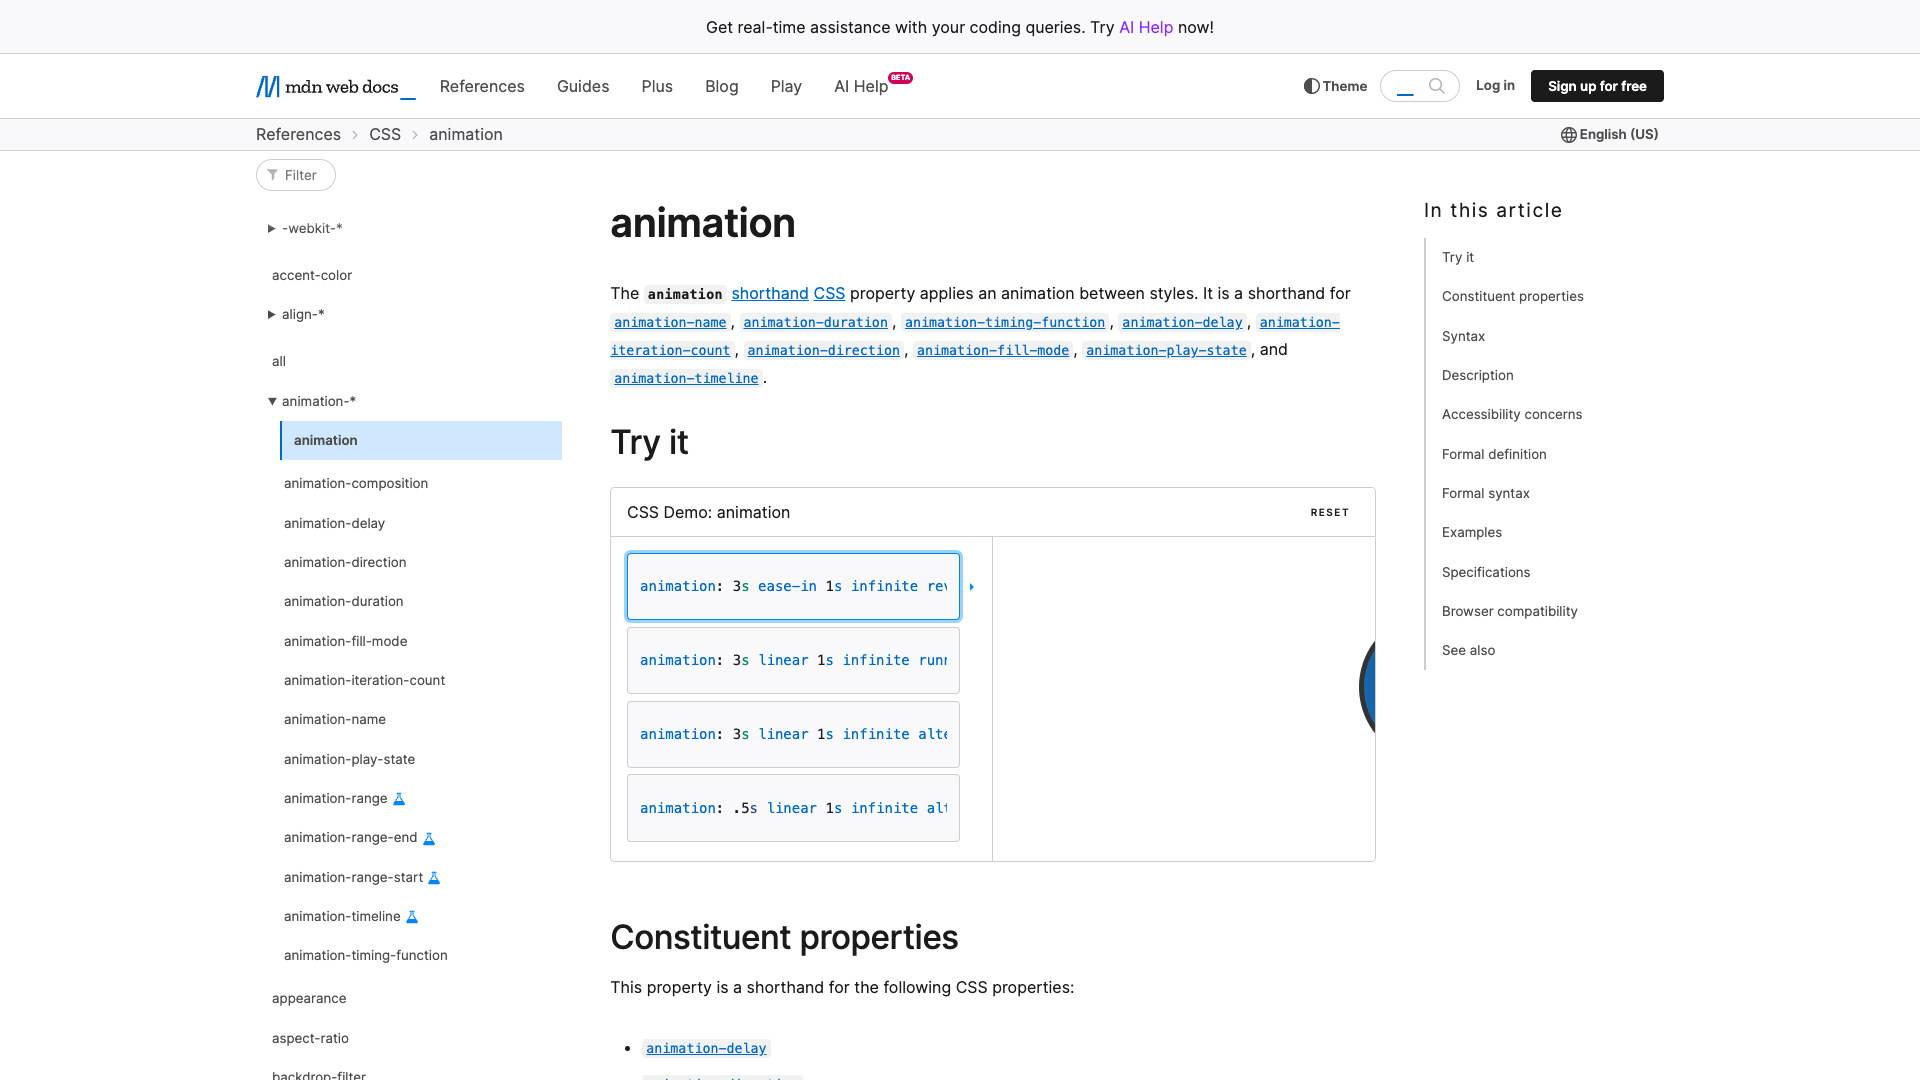 Get real-time assistance with your coding queries. Try AI Help now!
mdn web docs_
References
Guides
Plus
Blog
Play
AI Help BETA
Theme
Log in
Sign up for free
References > CSS > animation
English (US)
Filter
-webkit-*
accent-color
align-*
all
animation-*
animation
animation-composition
animation-delay
animation-direction
animation-duration
animation-fill-mode
animation-iteration-count
animation-name
animation-play-state
animation-range
animation-range-end
animation-range-start
animation-timeline
animation-timing-function
appearance
aspect-ratio
backdrop-filter
animation
The animation shorthand CSS property applies an animation between styles. It is a shorthand for
animation-name, animation-duration, animation-timing-function, animation-delay, animation-
iteration-count, animation-direction, animation-fill-mode, animation-play-state, and
animation-timeline.
Try it
CSS Demo: animation
RESET
animation: 3s ease-in 1s infinite rev
animation: 3s linear 1s infinite runn
animation: 3s linear 1s infinite alte
animation: .5s linear 1s infinite alt
Constituent properties
This property is a shorthand for the following CSS properties:
• animation-delay
In this article
Try it
Constituent properties
Syntax
Description
Accessibility concerns
Formal definition
Formal syntax
Examples
Specifications
Browser compatibility
See also